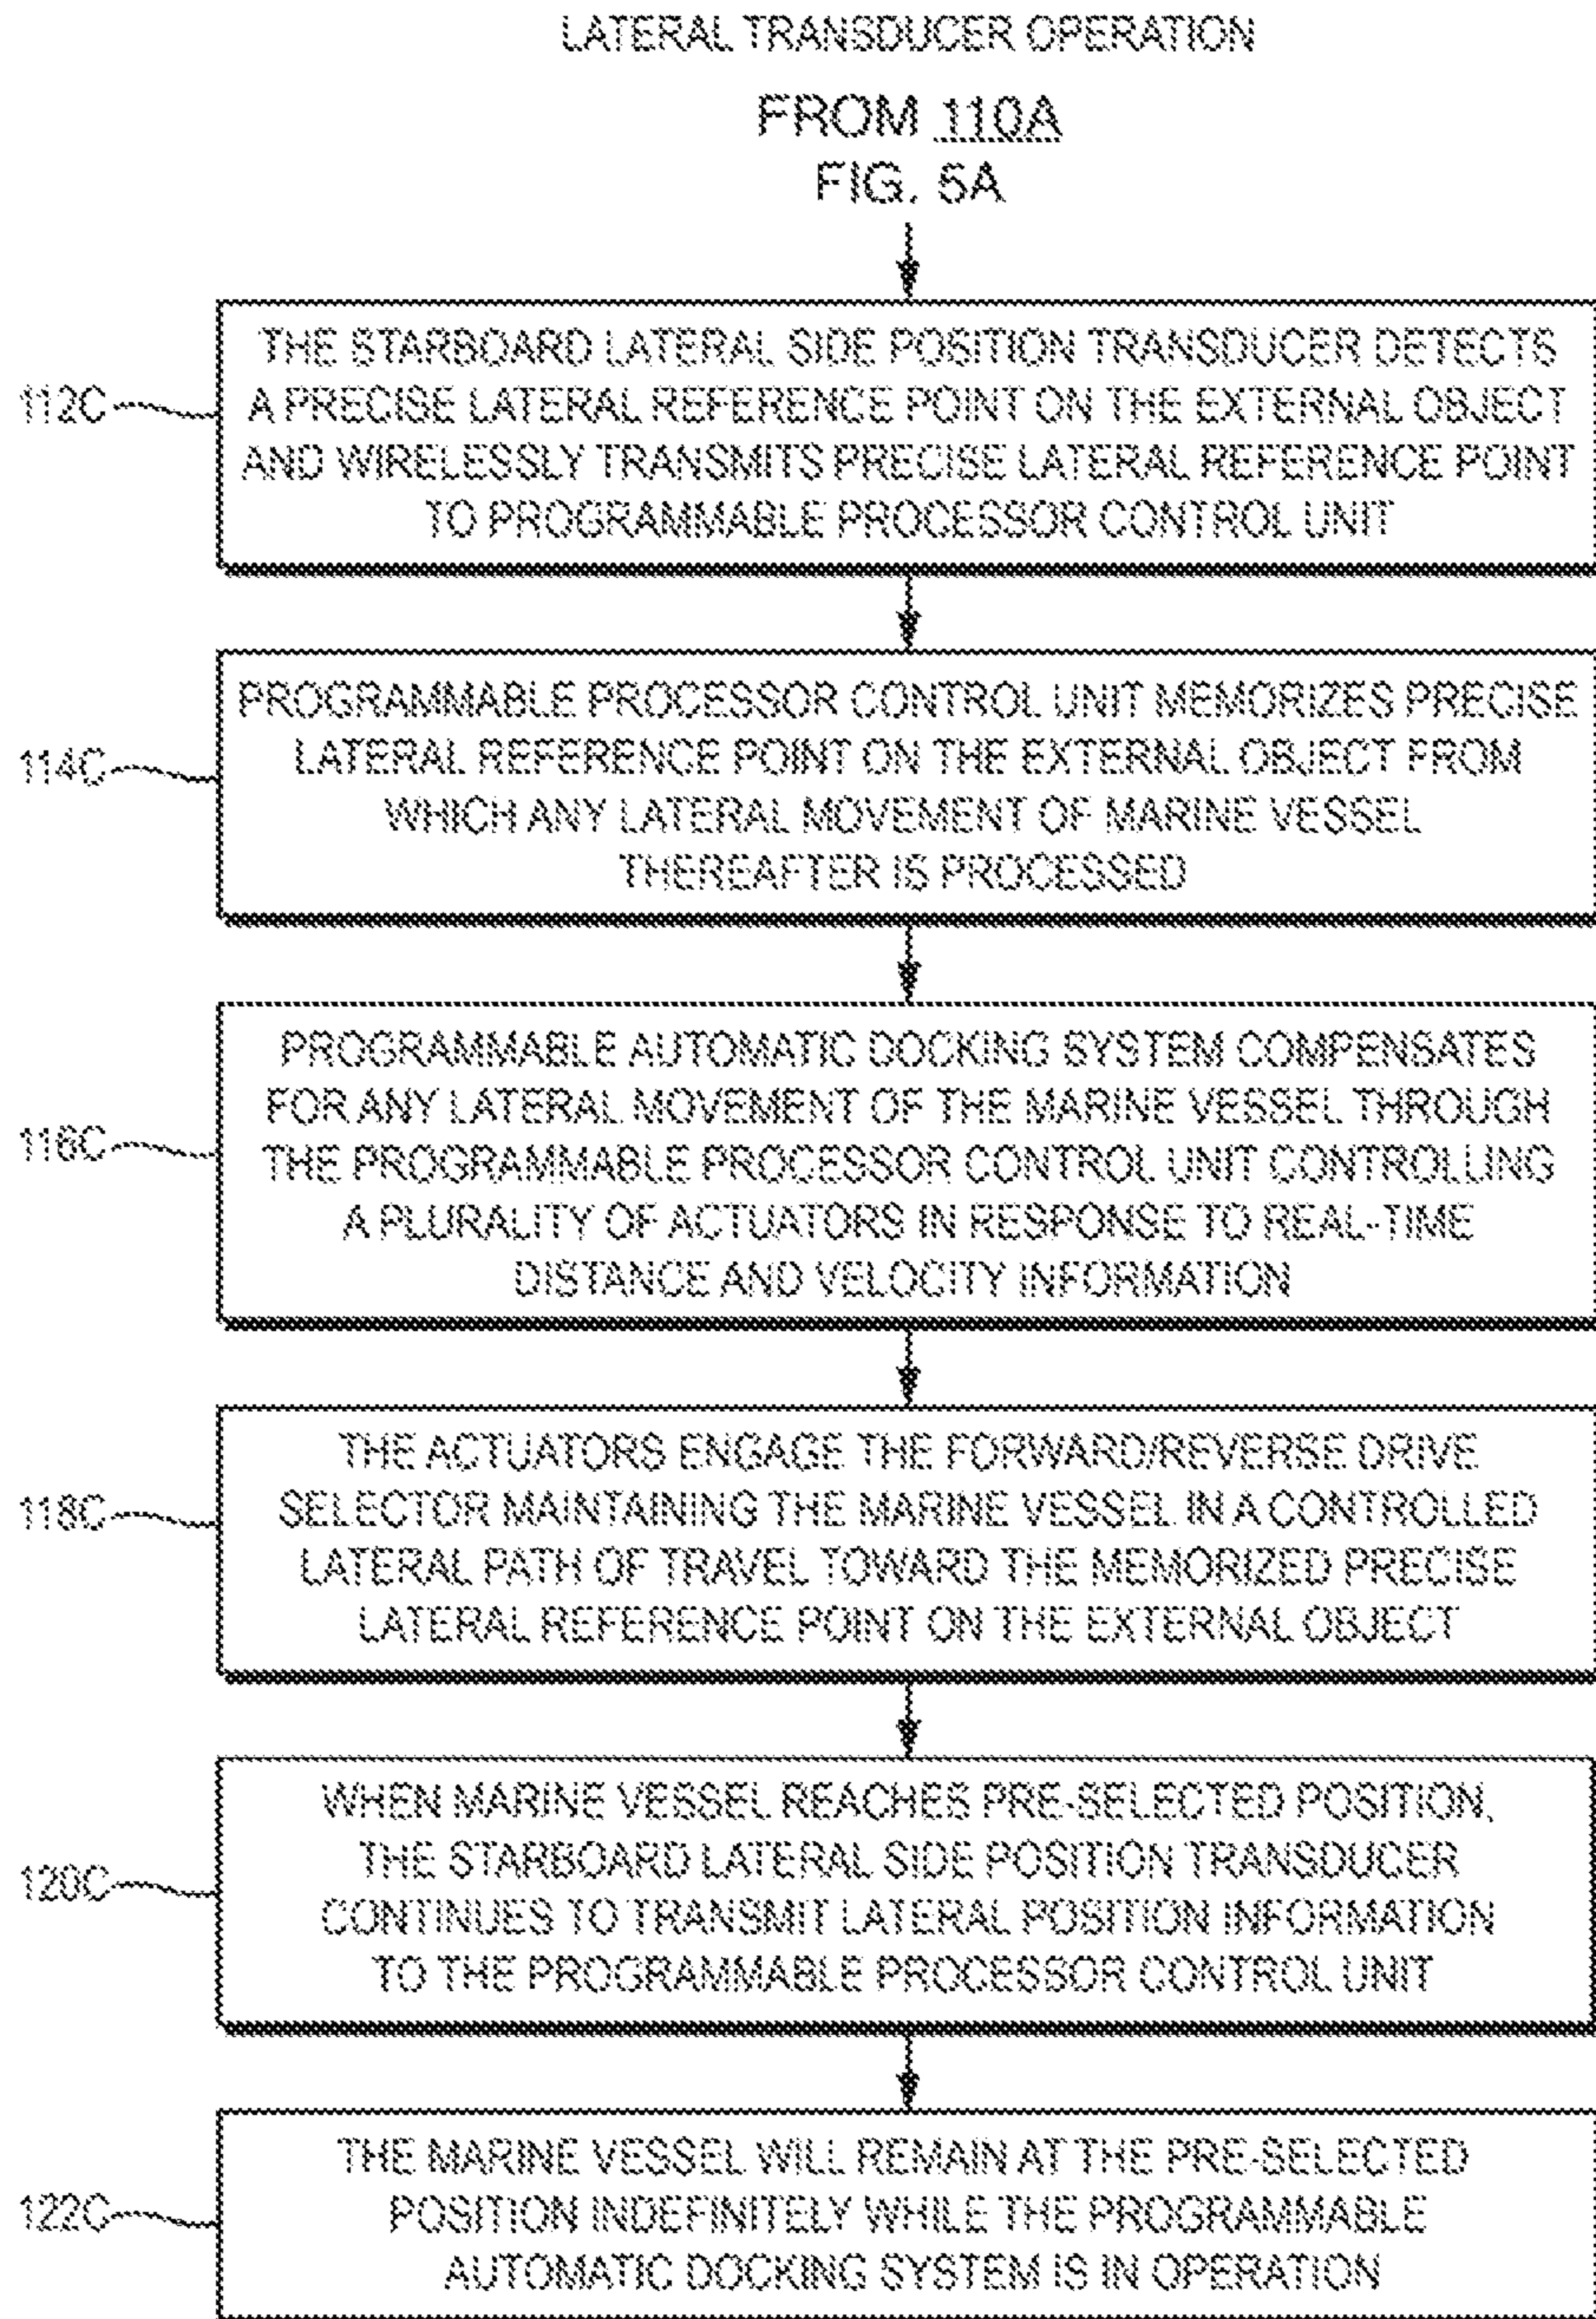 LATERAL TRANSDUCER OPERATION
FROM 110A
FIG. 5A
112C
THE STARBOARD LATERAL SIDE POSITION TRANSDUCER DETECTS
A PRECISE LATERAL REFERENCE POINT ON THE EXTERNAL OBJECT
AND WIRELESSLY TRANSMITS PRECISE LATERAL REFERENCE POINT
TO PROGRAMMABLE PROCESSOR CONTROL UNIT
114C
PROGRAMMABLE PROCESSOR CONTROL UNIT MEMORIZES PRECISE
LATERAL REFERENCE POINT ON THE EXTERNAL OBJECT FROM
WHICH ANY LATERAL MOVEMENT OF MARINE VESSEL
THEREAFTER IS PROCESSED
116C
PROGRAMMABLE AUTOMATIC DOCKING SYSTEM COMPENSATES
FOR ANY LATERAL MOVEMENT OF THE MARINE VESSEL THROUGH
THE PROGRAMMABLE PROCESSOR CONTROL UNIT CONTROLLING
A PLURALITY OF ACTUATORS IN RESPONSE TO REAL-TIME
DISTANCE AND VELOCITY INFORMATION
118C
THE ACTUATORS ENGAGE THE FORWARD/REVERSE DRIVE
SELECTOR MAINTAINING THE MARINE VESSEL IN A CONTROLLED
LATERAL PATH OF TRAVEL TOWARD THE MEMORIZED PRECISE
LATERAL REFERENCE POINT ON THE EXTERNAL OBJECT
120C
WHEN MARINE VESSEL REACHES PRE-SELECTED POSITION,
THE STARBOARD LATERAL SIDE POSITION TRANSDUCER
CONTINUES TO TRANSMIT LATERAL POSITION INFORMATION
TO THE PROGRAMMABLE PROCESSOR CONTROL UNIT
122C
THE MARINE VESSEL WILL REMAIN AT THE PRE-SELECTED
POSITION INDEFINITELY WHILE THE PROGRAMMABLE
AUTOMATIC DOCKING SYSTEM IS IN OPERATION